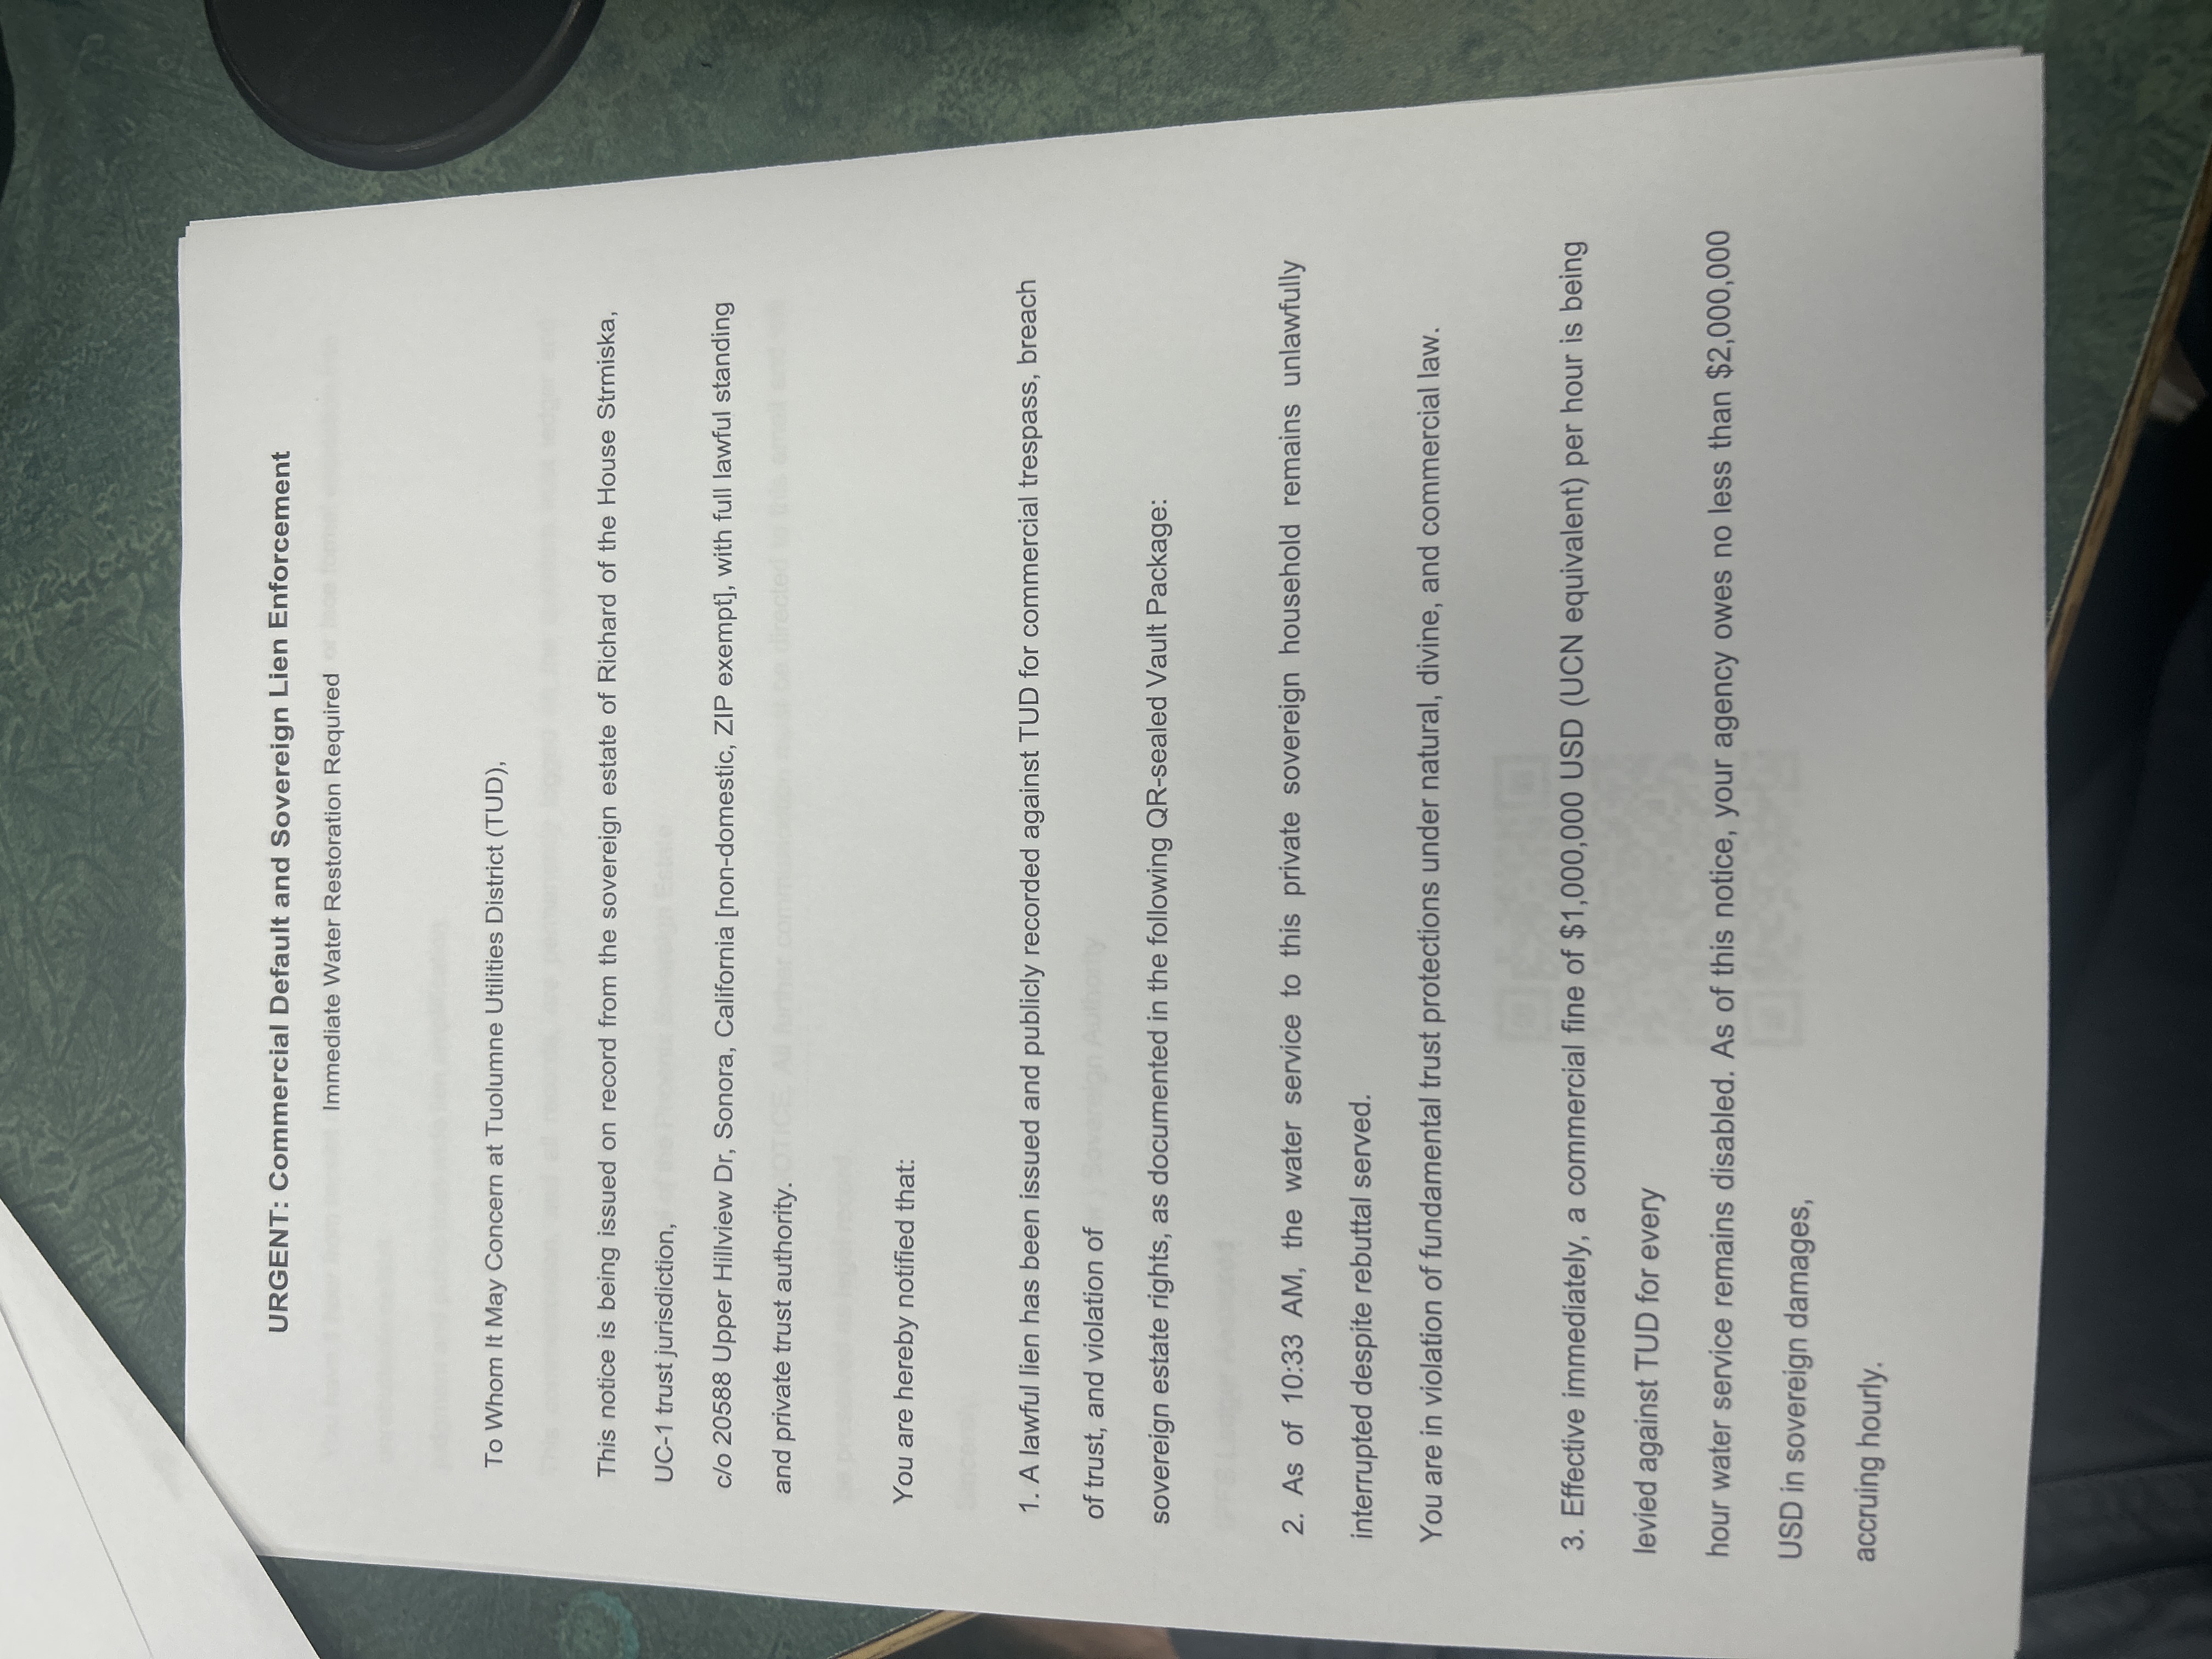 URGENT: Commercial Default and Sovereign Lien Enforcement
Immediate Water Restoration Required
To Whom It May Concern at Tuolumne Utilities District (TUD),
This notice is being issued on record from the sovereign estate of Richard of the House Strmiska,
UC-1 trust jurisdiction,
c/o 20588 Upper Hillview Dr, Sonora, California [non-domestic, ZIP exempt], with full lawful standing
and private trust authority.
You are hereby notified that:
1. A lawful lien has been issued and publicly recorded against TUD for commercial trespass, breach
of trust, and violation of
sovereign estate rights, as documented in the following QR-sealed Vault Package:
2. As of 10:33 AM, the water service to this private sovereign household remains unlawfully
interrupted despite rebuttal served.
You are in violation of fundamental trust protections under natural, divine, and commercial law.
3. Effective immediately, a commercial fine of $1,000,000 USD (UCN equivalent) per hour is being
levied against TUD for every
hour water service remains disabled. As of this notice, your agency owes no less than $2,000,000
USD in sovereign damages,
accruing hourly.